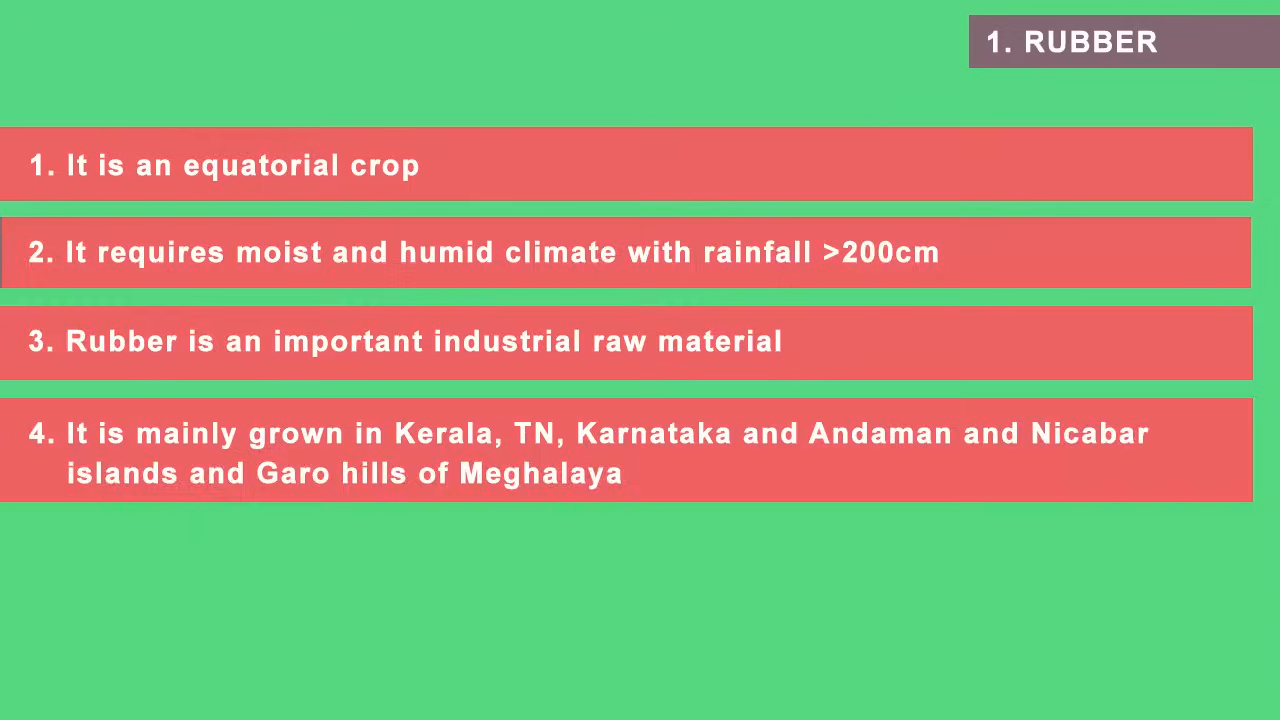 1. RUBBER
1. It is an equatorial crop
2. It requires moist and humid climate with rainfall >200cm
3. Rubber is an important industrial raw material
4. It is mainly grown in Kerala, TN, Karnataka and Andaman and Nicabar
islands and Garo hills of Meghalaya